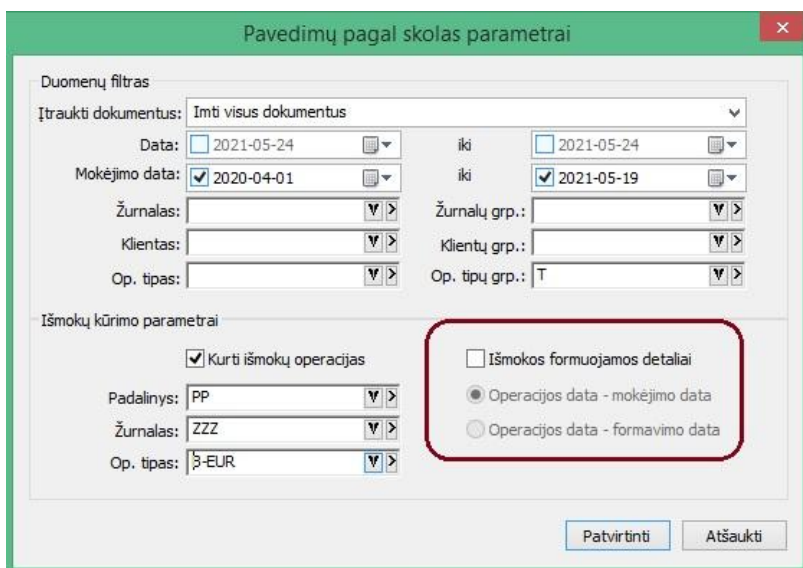 Pavedimų pagal skolas parametrai
Duomenų filtras
Įtraukti dokumentus: Imti visus dokumentus
Data: 2021-05-24 iki 2021-05-24
Mokėjimo data: 2020-04-01 iki 2021-05-19
Žurnalas: Žurnalų grp.:
Klientas: Klientų grp.:
Op. tipas: Op. tipų grp.: T
Išmokų kūrimo parametrai
Kurti išmokų operacijas Išmokos formuojamos detaliai
Padalinys: PP Operacijos data - mokėjimo data
Žurnalas: ZZZ Operacijos data - formavimo data
Op. tipas: -EUR
Patvirtinti Atšaukti